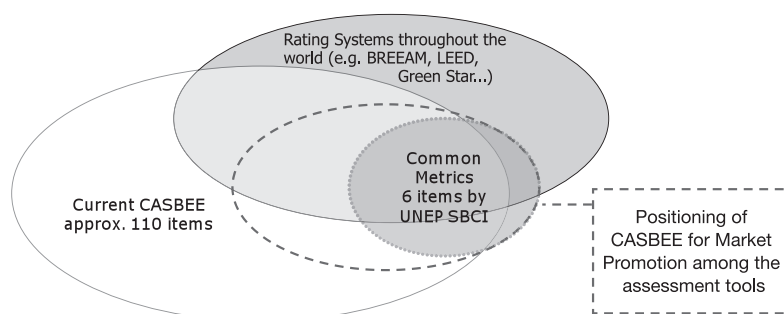 Rating Systems throughout the
world (e.g. BREEAM, LEED,
Green Star...)
Current CASBEE
approx. 110 items
Common
Metrics
6 items by
UNEP SBCI
Positioning of
CASBEE for Market
Promotion among the
assessment tools